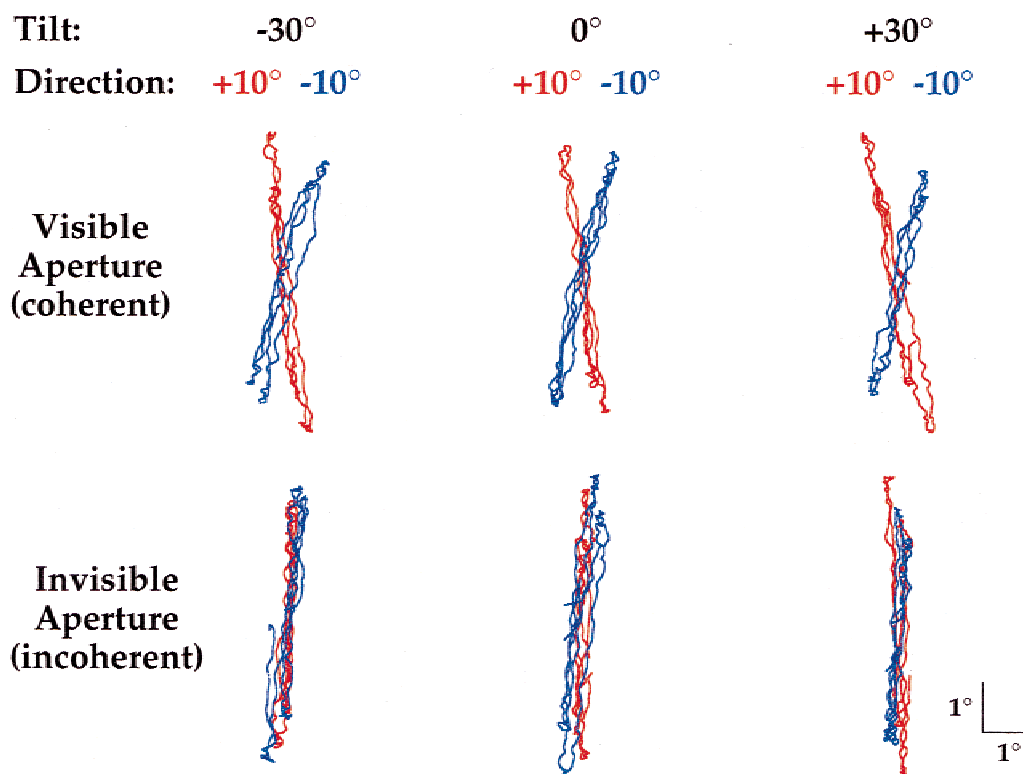 Tilt: -30° 0° +30°
Direction: +10° -10° +10° -10° +10° -10°
Visible
Aperture
(coherent)
Invisible
Aperture
(incoherent)
1°
1°